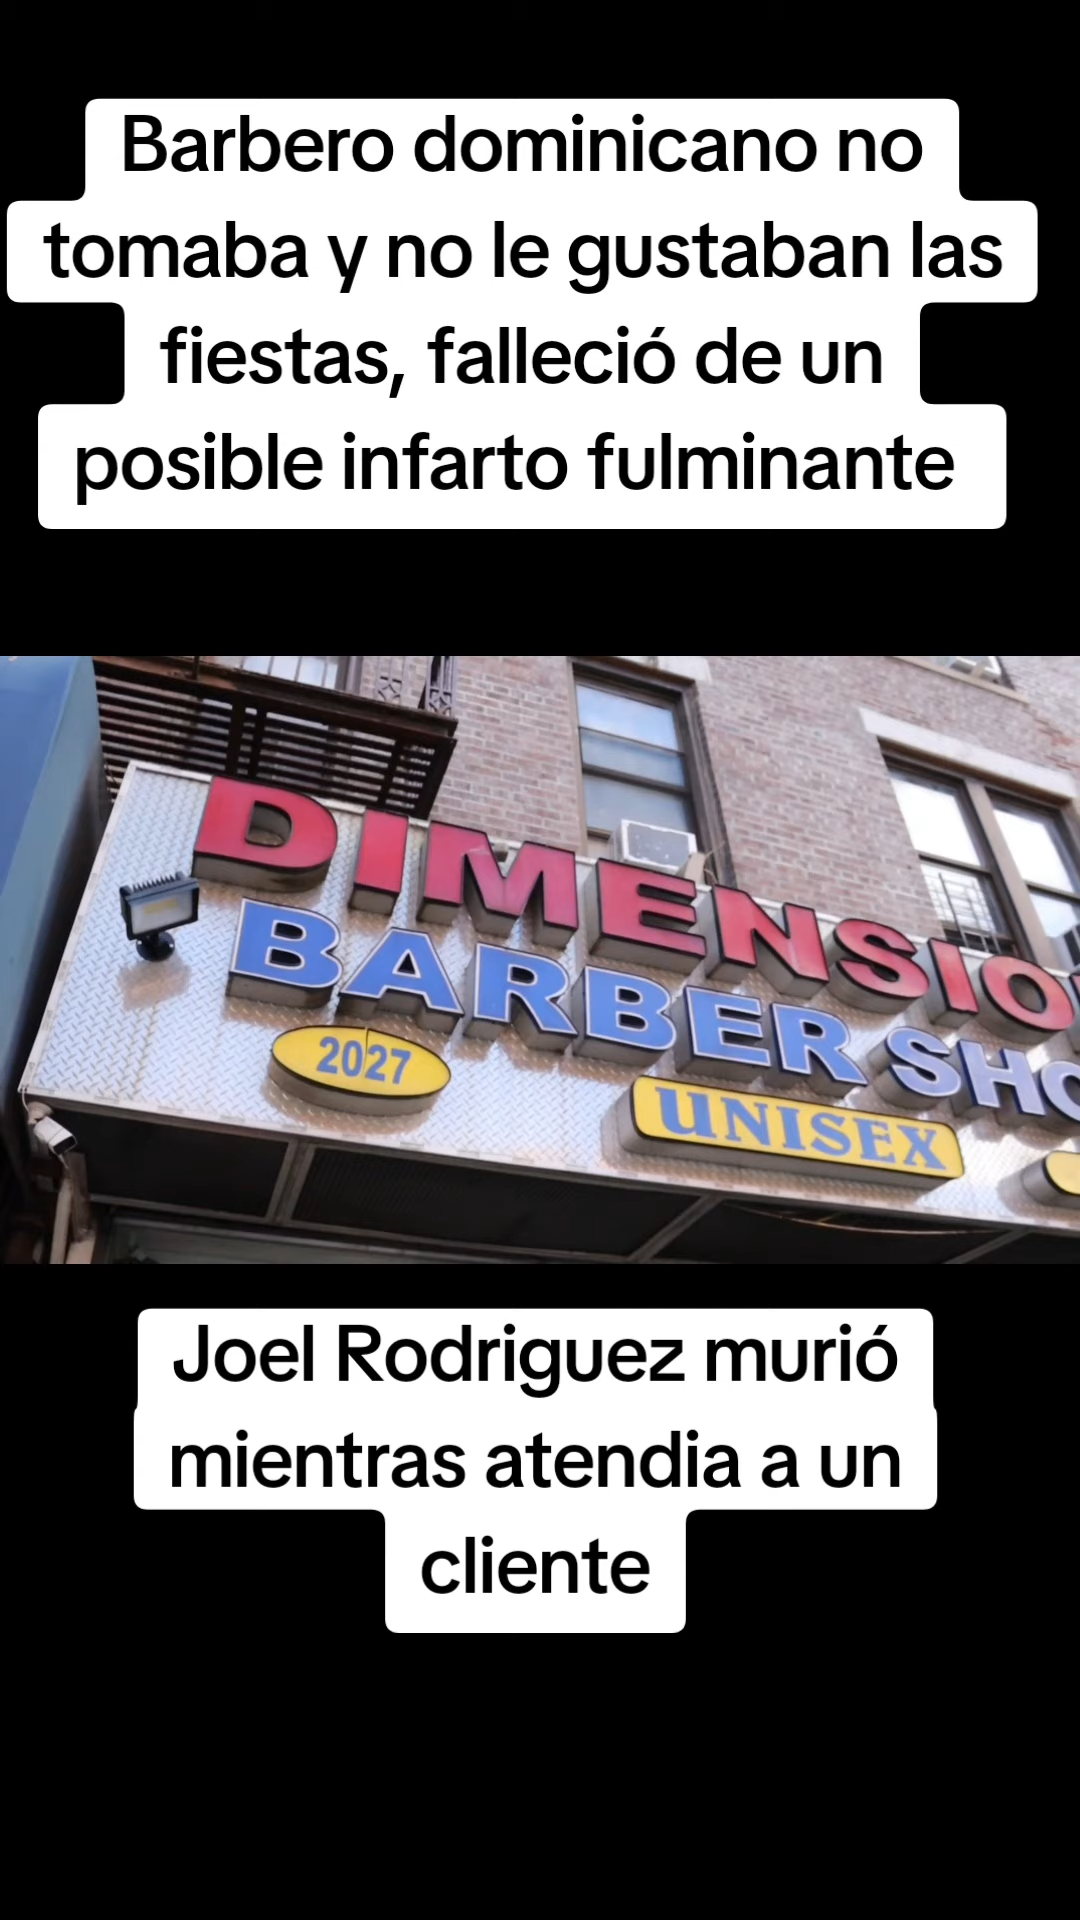 Barbero dominicano no
tomaba y no le gustaban las
fiestas, falleció de un
posible infarto fulminante
DIMENSIO
BARBER SHO
2027
UNISEX
Joel Rodriguez murió
mientras atendia a un
cliente